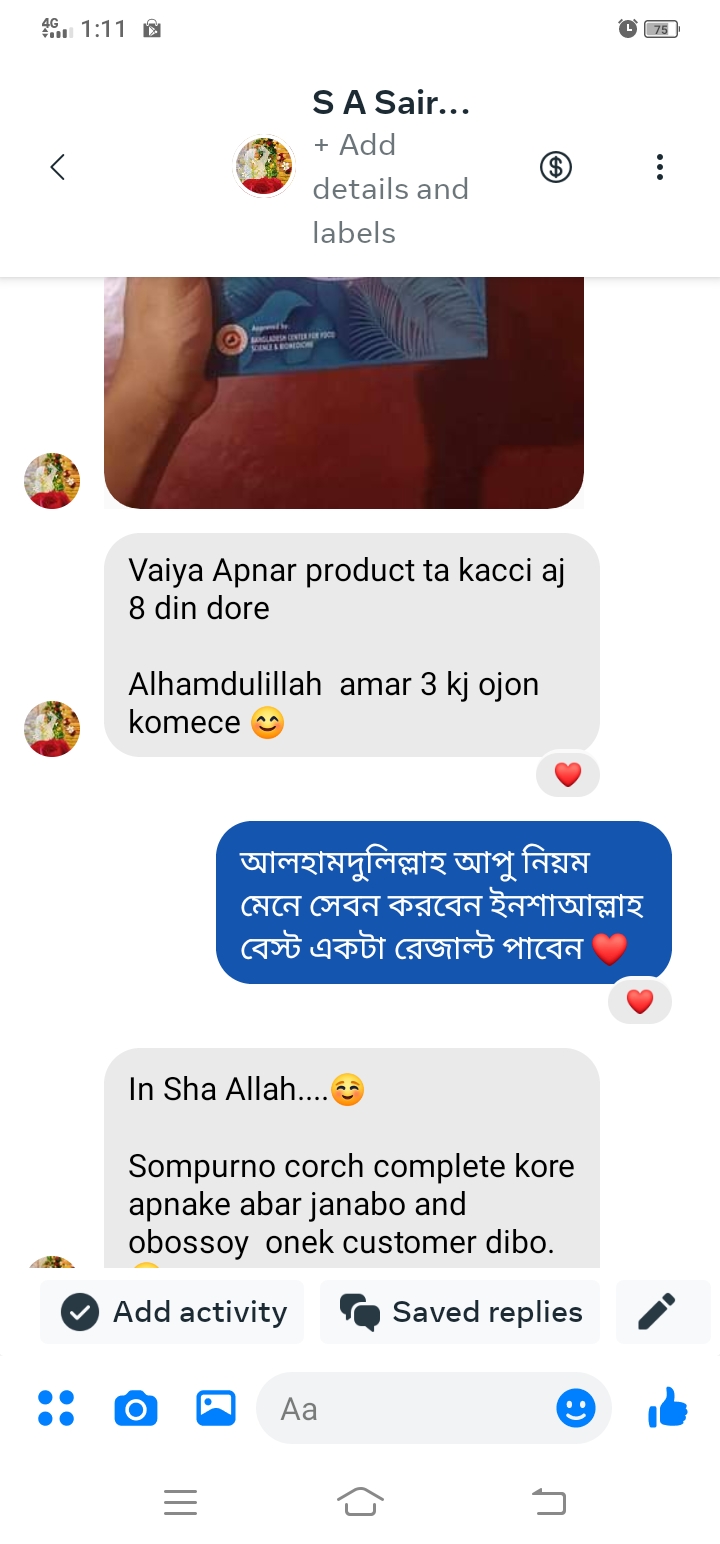 4G 1:11 75
S A Sair...
+ Add
details and
labels
Approved by:
BANGLADESH CENTER FOR FOOD
SCIENCE & BIOMEDICINE
Vaiya Apnar product ta kacci aj
8 din dore
Alhamdulillah amar 3 kj ojon
komece 😊
আলহামদুলিল্লাহ আপু নিয়ম
মেনে সেবন করবেন ইনশাআল্লাহ
বেস্ট একটা রেজাল্ট পাবেন ❤️
In Sha Allah....☺️
Sompurno corch complete kore
apnake abar janabo and
obossoy onek customer dibo.
Add activity
Saved replies
Aa